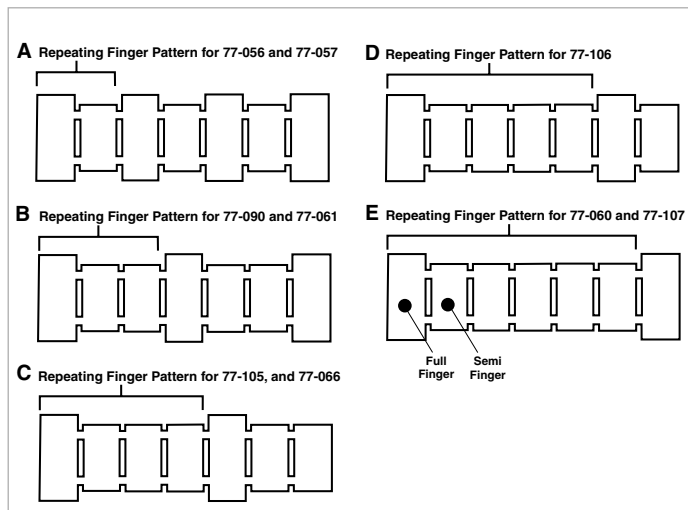 A Repeating Finger Pattern for 77-056 and 77-057
B Repeating Finger Pattern for 77-090 and 77-061
C Repeating Finger Pattern for 77-105, and 77-066
D Repeating Finger Pattern for 77-106
E Repeating Finger Pattern for 77-060 and 77-107
Full
Finger
Semi
Finger